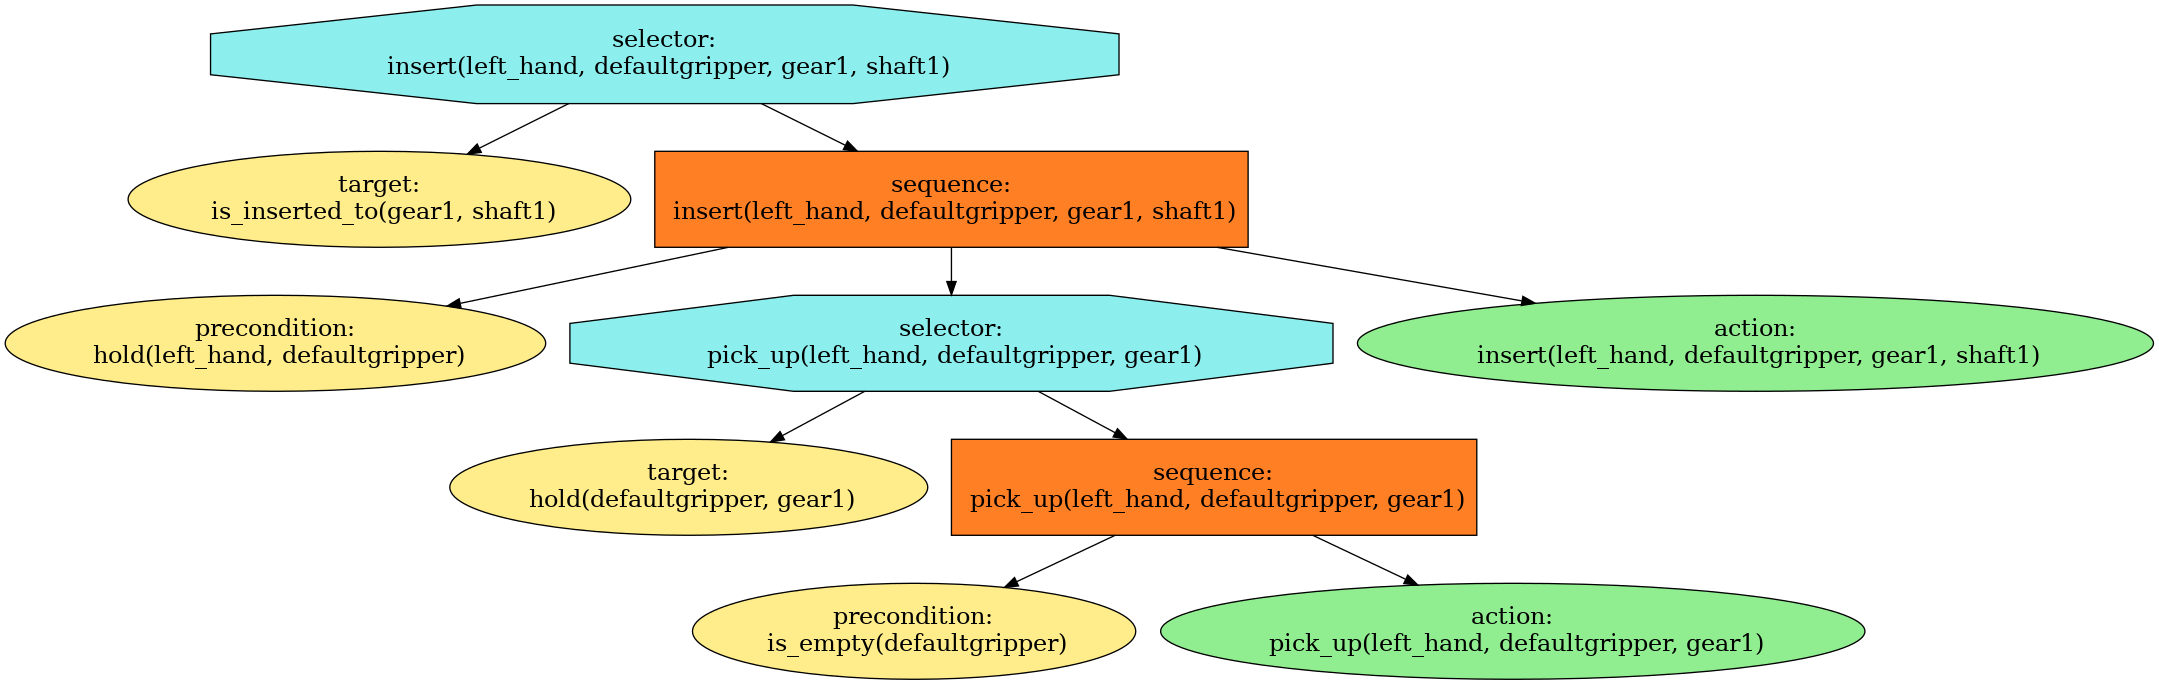 selector:
insert(left_hand, defaultgripper, gear1, shaft1)
target:
is_inserted_to(gear1, shaft1)
sequence:
insert(left_hand, defaultgripper, gear1, shaft1)
precondition:
hold(left_hand, defaultgripper)
selector:
pick_up(left_hand, defaultgripper, gear1)
action:
insert(left_hand, defaultgripper, gear1, shaft1)
target:
hold(defaultgripper, gear1)
sequence:
pick_up(left_hand, defaultgripper, gear1)
precondition:
is_empty(defaultgripper)
action:
pick_up(left_hand, defaultgripper, gear1)